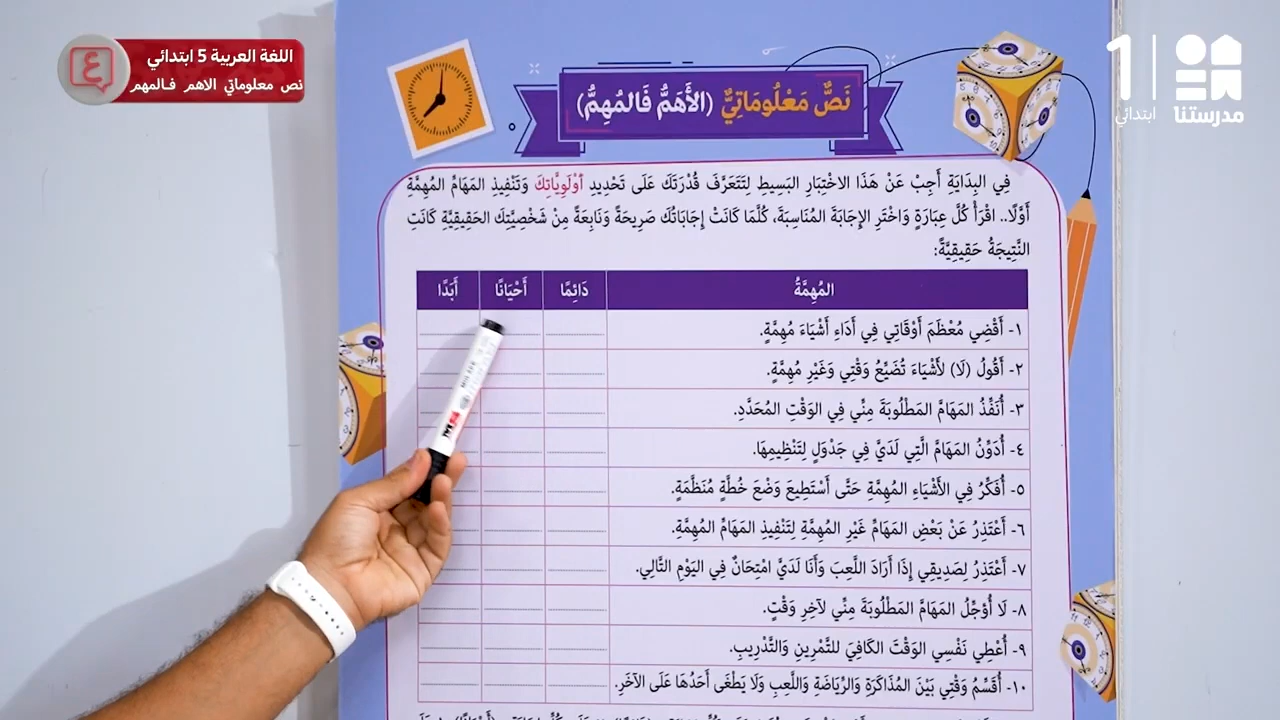 اللغة العربية 5 ابتدائي
نص معلوماتي الاهم فـالمهم
1 ابتدائي
مدرستنا
نَصٌّ مَعْلُومَاتِيٌّ (الأَهَمُّ فَالمُهِمُّ)
فِي البِدَايَةِ أَجِبْ عَنْ هَذَا الاخْتِبَارِ البَسِيطِ لِتَتَعَرَّفَ قُدْرَتَكَ عَلَى تَحْدِيدِ أَوْلَوِيَّاتِكَ وَتَنْفِيذِ المَهَامِّ المُهِمَّةِ
أَوَّلًا.. اقْرَأْ كُلَّ عِبَارَةٍ وَاخْتَرِ الإِجَابَةَ المُنَاسِبَةَ، كُلَّمَا كَانَتْ إِجَابَاتُكَ صَرِيحَةً وَنَابِعَةً مِنْ شَخْصِيَّتِكَ الحَقِيقِيَّةِ كَانَتِ
النَّتِيجَةُ حَقِيقِيَّةً:
المُهِمَّةُ دَائِمًا أَحْيَانًا أَبَدًا
١- أَقْضِي مُعْظَمَ أَوْقَاتِي فِي أَدَاءِ أَشْيَاءَ مُهِمَّةٍ.
٢- أَقُولُ (لَا) لأَشْيَاءَ تُضَيِّعُ وَقْتِي وَغَيْرِ مُهِمَّةٍ.
٣- أُنَفِّذُ المَهَامَّ المَطْلُوبَةَ مِنِّي فِي الوَقْتِ المُحَدَّدِ.
٤- أُدَوِّنُ المَهَامَّ الَّتِي لَدَيَّ فِي جَدْوَلٍ لِتَنْظِيمِهَا.
٥- أُفَكِّرُ فِي الأَشْيَاءِ المُهِمَّةِ حَتَّى أَسْتَطِيعَ وَضْعَ خُطَّةٍ مُنَظَّمَةٍ.
٦- أَعْتَذِرُ عَنْ بَعْضِ المَهَامِّ غَيْرِ المُهِمَّةِ لِتَنْفِيذِ المَهَامِّ المُهِمَّةِ.
٧- أَعْتَذِرُ لِصَدِيقِي إِذَا أَرَادَ اللَّعِبَ وَأَنَا لَدَيَّ امْتِحَانٌ فِي اليَوْمِ التَّالِي.
٨- لَا أُؤَجِّلُ المَهَامَّ المَطْلُوبَةَ مِنِّي لآخِرِ وَقْتٍ.
٩- أُعْطِي نَفْسِي الوَقْتَ الكَافِيَ للتَّمْرِينِ وَالتَّدْرِيبِ.
١٠- أُقَسِّمُ وَقْتِي بَيْنَ المُذَاكَرَةِ وَالرِّيَاضَةِ وَاللَّعِبِ وَلَا يَطْغَى أَحَدُهَا عَلَى الآخَرِ.